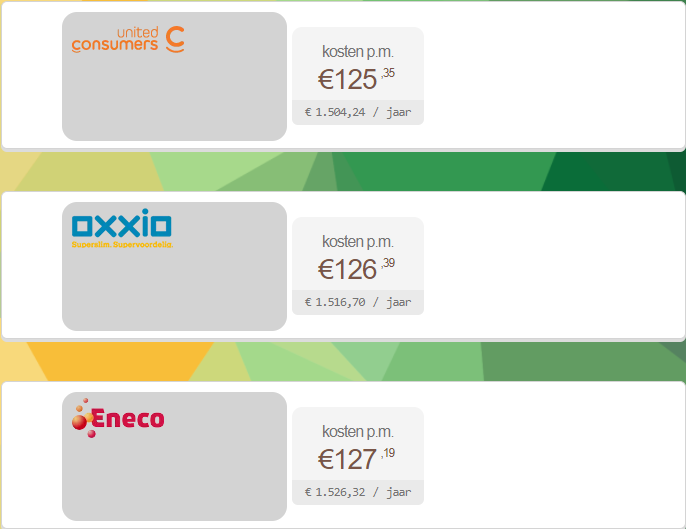 united
consumers
kosten p.m.
€125,35
€ 1.504,24 / jaar
oxxio
Superslim. Supervoordelig.
kosten p.m.
€126,39
€ 1.516,70 / jaar
Eneco
kosten p.m.
€127,19
€ 1.526,32 / jaar